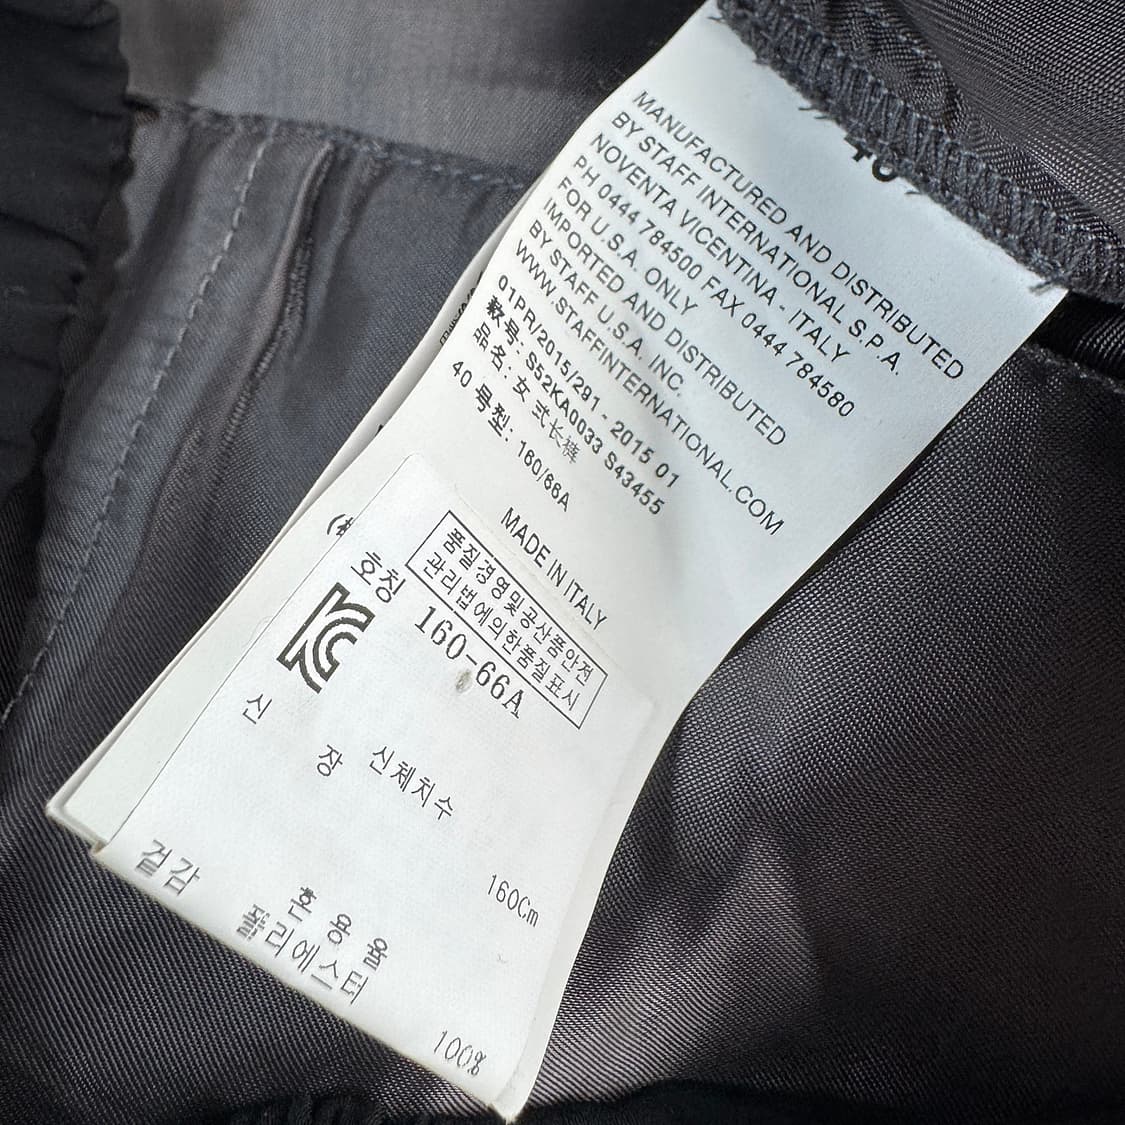 40
MANUFACTURED AND DISTRIBUTED
BY STAFF INTERNATIONAL S.P.A.
NOVENTA VICENTINA - ITALY
PH 0444 784500 FAX 0444 784580
FOR U.S.A. ONLY
IMPORTED AND DISTRIBUTED
BY STAFF U.S.A. INC.
WWW.STAFFINTERNATIONAL.COM
01PR/2015/291 - 2015 01
款号: S52KA0033 S43455
品名: 女 式长裤
40 号型: 160/66A
MADE IN ITALY
품질경영및공산품안전
관리법에의한품질표시
호칭 160-66A
신체치수
신 장 160Cm
혼 용 율
겉감 폴리에스터 100%